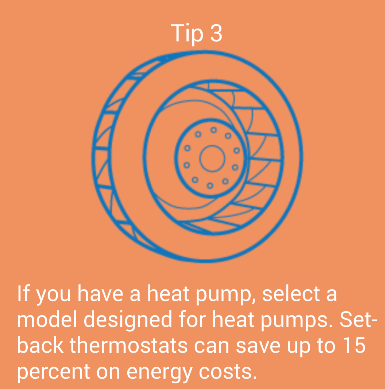 Tip 3
If you have a heat pump, select a
model designed for heat pumps. Set-
back thermostats can save up to 15
percent on energy costs.